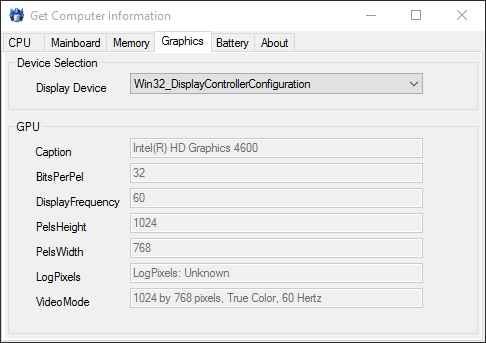 Get Computer Information
CPU Mainboard Memory Graphics Battery About
Device Selection
Display Device Win32_DisplayControllerConfiguration
GPU
Caption Intel(R) HD Graphics 4600
BitsPerPel 32
DisplayFrequency 60
PelsHeight 1024
PelsWidth 768
LogPixels LogPixels: Unknown
VideoMode 1024 by 768 pixels, True Color, 60 Hertz